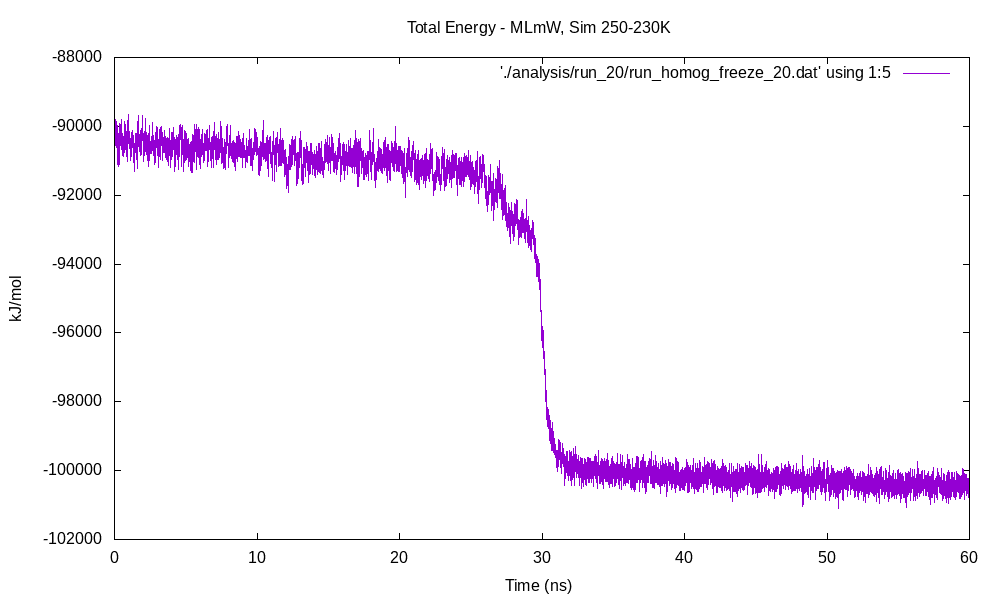 Total Energy - MLmW, Sim 250-230K
'./analysis/run_20/run_homog_freeze_20.dat' using 1:5
-88000
-90000
-92000
-94000
-96000
-98000
-100000
-102000
kJ/mol
0 10 20 30 40 50 60
Time (ns)